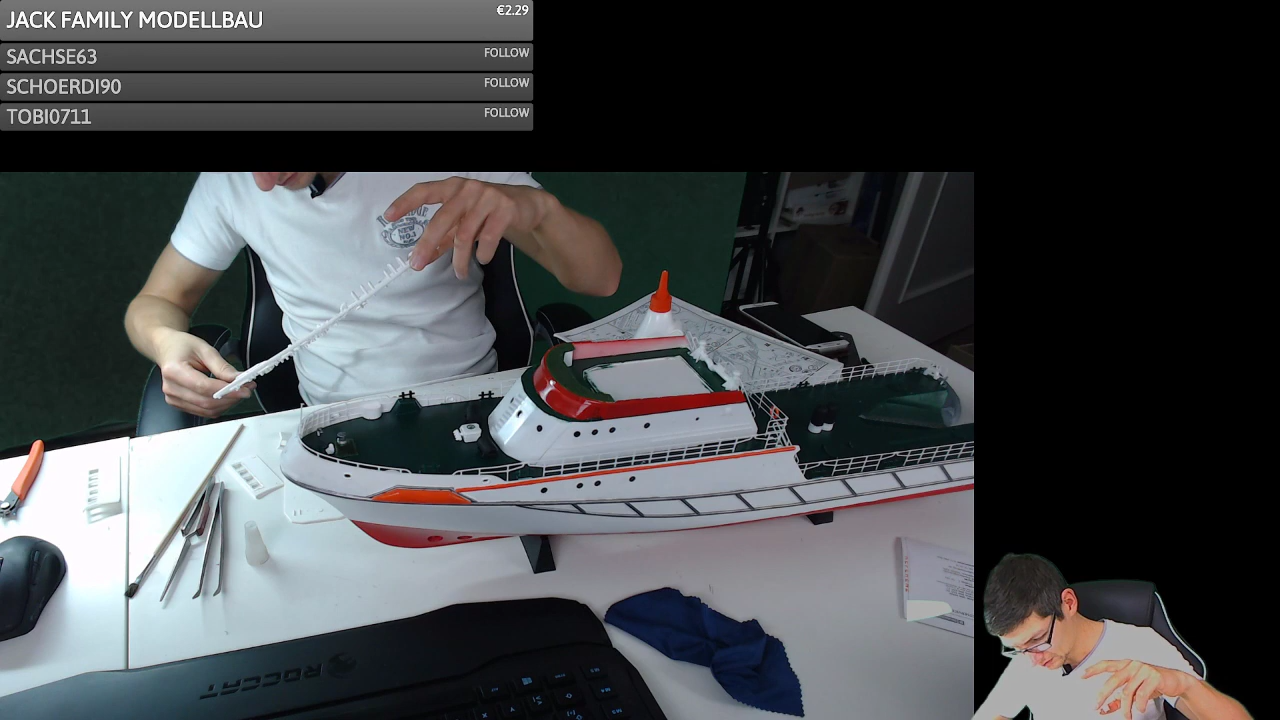 JACK FAMILY MODELLBAU €2.29
SACHSE63 FOLLOW
SCHOERDI90 FOLLOW
TOBI0711 FOLLOW
ROCCAT